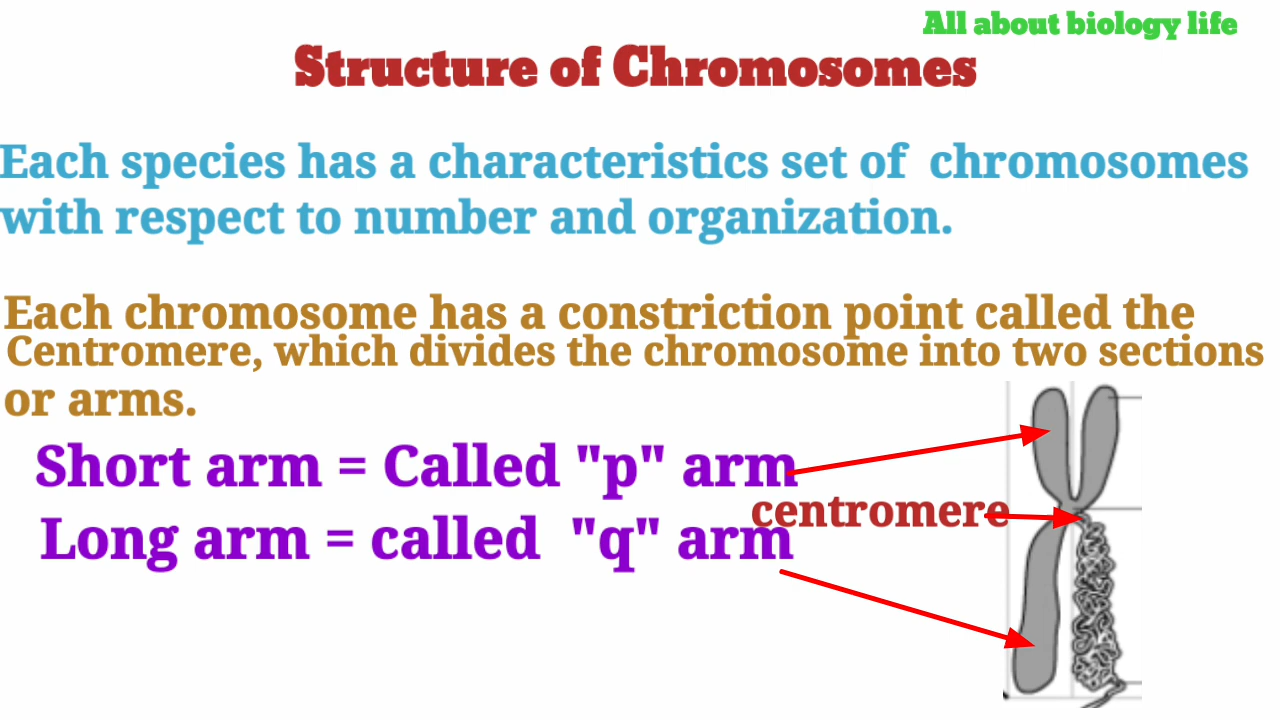 All about biology life
Structure of Chromosomes
Each species has a characteristics set of chromosomes
with respect to number and organization.
Each chromosome has a constriction point called the
Centromere, which divides the chromosome into two sections
or arms.
Short arm = Called "p" arm
centromere
Long arm = called "q" arm